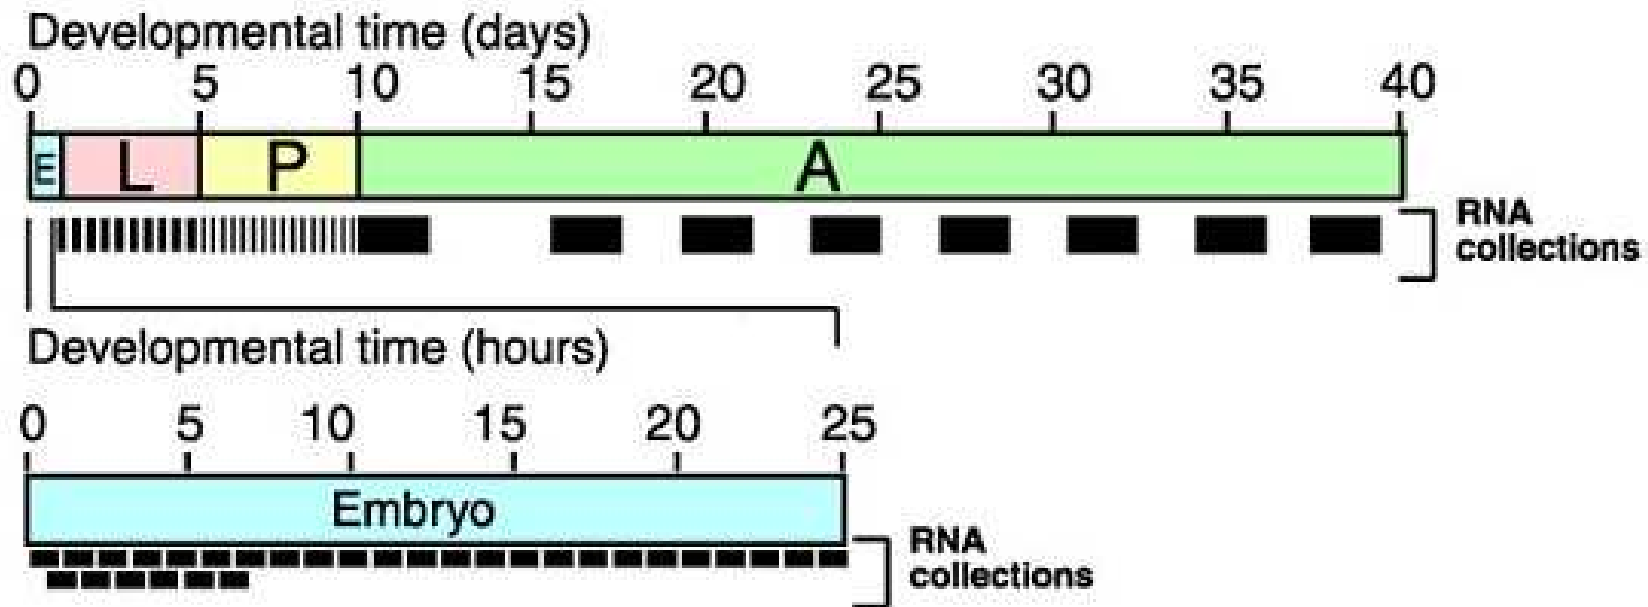 Developmental time (days)
0 5 10 15 20 25 30 35 40
E L P A
RNA
collections
Developmental time (hours)
0 5 10 15 20 25
Embryo
RNA
collections